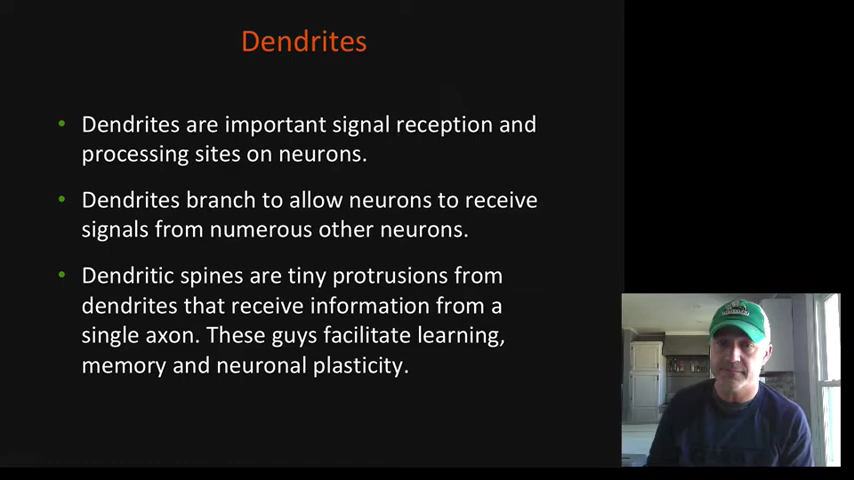 Dendrites
• Dendrites are important signal reception and
processing sites on neurons.
• Dendrites branch to allow neurons to receive
signals from numerous other neurons.
• Dendritic spines are tiny protrusions from
dendrites that receive information from a
single axon. These guys facilitate learning,
memory and neuronal plasticity.